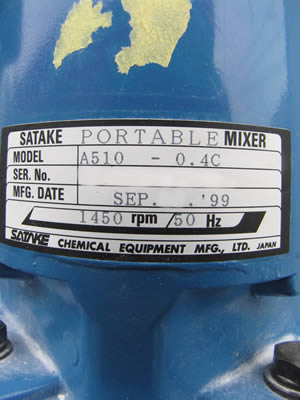 SATAKE PORTABLE MIXER
MODEL A510 - 0.4C
SER. No.
MFG. DATE SEP. .'99
1450 rpm/50 Hz
SATAKE CHEMICAL EQUIPMENT MFG., LTD. JAPAN